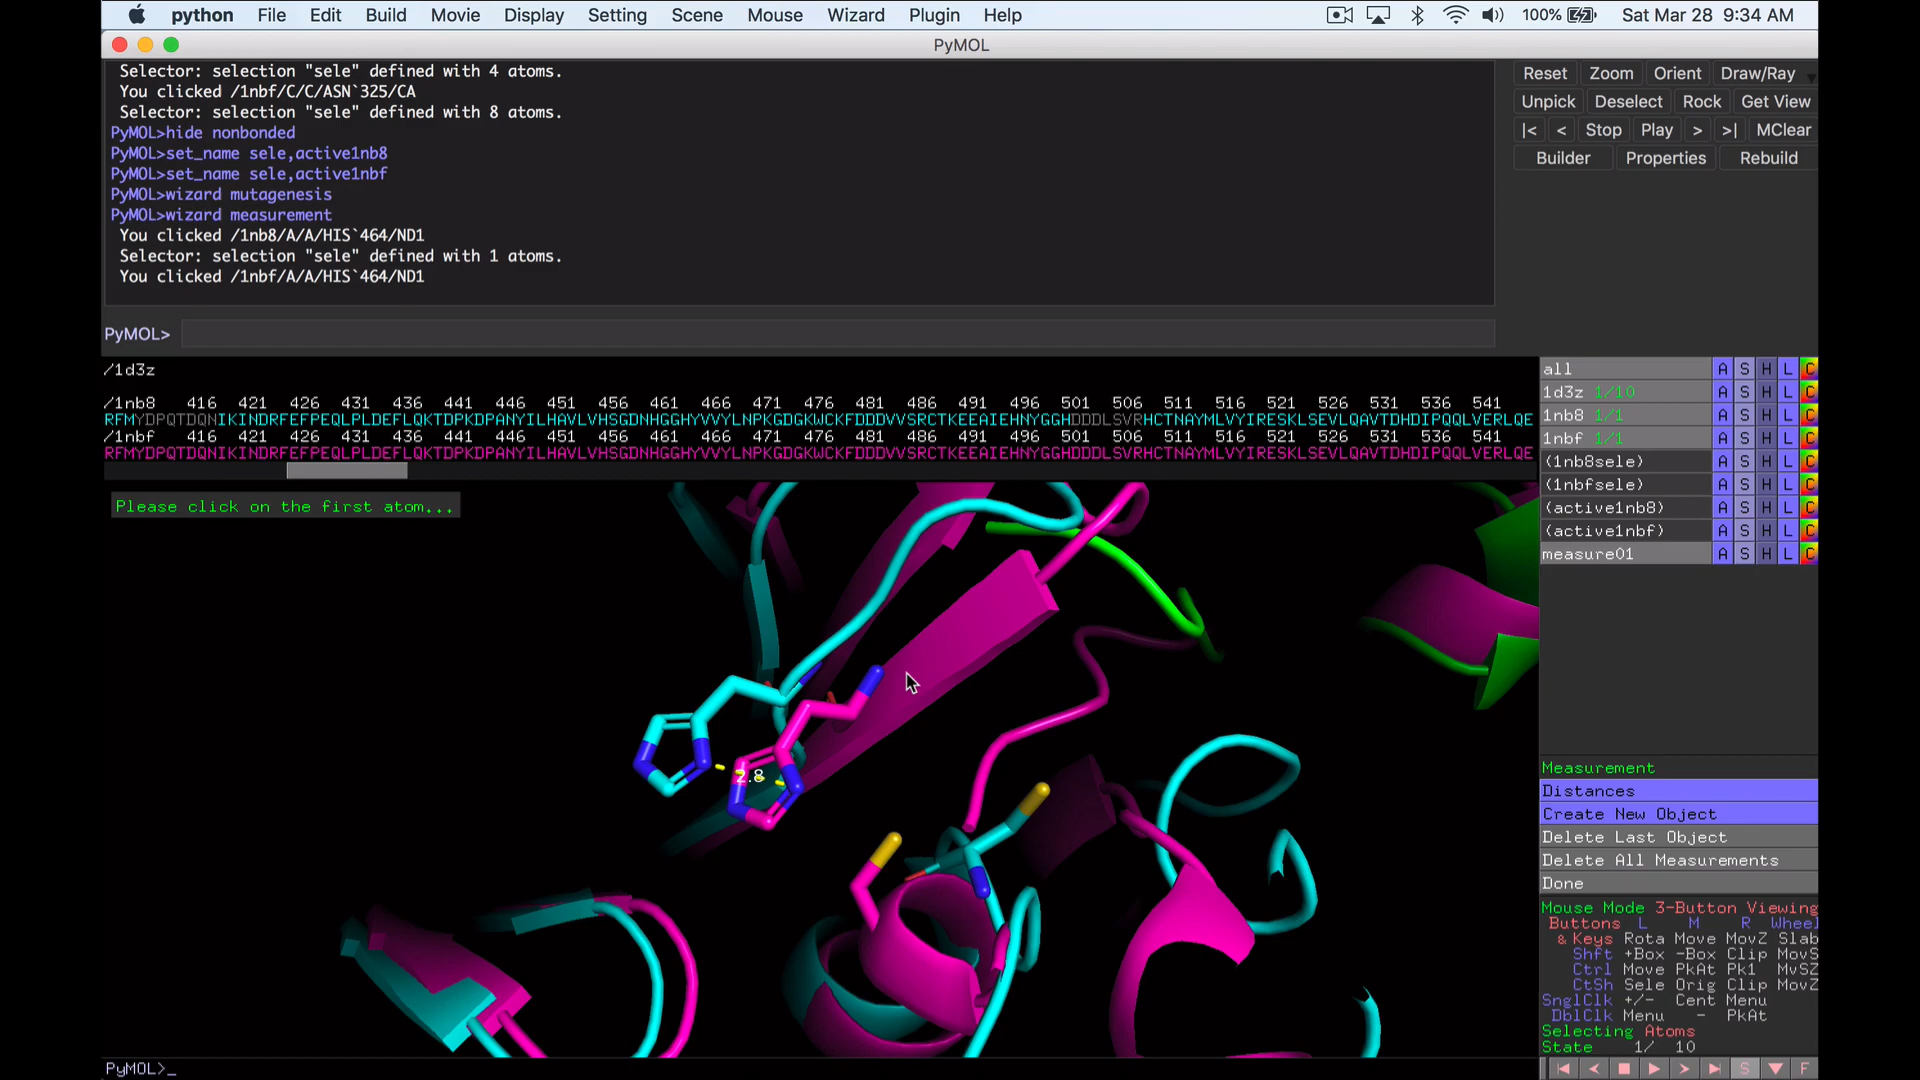 python File Edit Build Movie Display Setting Scene Mouse Wizard Plugin Help 100% Sat Mar 28 9:34 AM
PyMOL
Selector: selection "sele" defined with 4 atoms.
You clicked /1nbf/C/C/ASN`325/CA
Selector: selection "sele" defined with 8 atoms.
PyMOL>hide nonbonded
PyMOL>set_name sele,active1nb8
PyMOL>set_name sele,active1nbf
PyMOL>wizard mutagenesis
PyMOL>wizard measurement
You clicked /1nb8/A/A/HIS`464/ND1
Selector: selection "sele" defined with 1 atoms.
You clicked /1nbf/A/A/HIS`464/ND1
PyMOL>
Reset Zoom Orient Draw/Ray
Unpick Deselect Rock Get View
|< < Stop Play > >| MClear
Builder Properties Rebuild
/1d3z
/1nb8 416 421 426 431 436 441 446 451 456 461 466 471 476 481 486 491 496 501 506 511 516 521 526 531 536 541
RFMYDPQTDQNIKINDRFEFPEQLPLDEFLQKTDPKDPANYILHAVLVHSGDNHGGHYVVYLNPKGDGKWCKFDDDVVSRCTKEEAIEHNYGGHDDDLSVRHCTNAYMLVYIRESKLSEVLQAVTDHDIPQQLVERLQE
/1nbf 416 421 426 431 436 441 446 451 456 461 466 471 476 481 486 491 496 501 506 511 516 521 526 531 536 541
RFMYDPQTDQNIKINDRFEFPEQLPLDEFLQKTDPKDPANYILHAVLVHSGDNHGGHYVVYLNPKGDGKWCKFDDDVVSRCTKEEAIEHNYGGHDDDLSVRHCTNAYMLVYIRESKLSEVLQAVTDHDIPQQLVERLQE
Please click on the first atom...
2.8
all A S H L C
1d3z 1/10 A S H L C
1nb8 1/1 A S H L C
1nbf 1/1 A S H L C
(1nb8sele) A S H L C
(1nbfsele) A S H L C
(active1nb8) A S H L C
(active1nbf) A S H L C
measure01 A S H L C
Measurement
Distances
Create New Object
Delete Last Object
Delete All Measurements
Done
Mouse Mode 3-Button Viewing
Buttons L M R Wheel
& Keys Rota Move MovZ Slab
Shft +Box -Box Clip MovS
Ctrl Move PkAt Pk1 MvSZ
CtSh Sele Orig Clip MovZ
SnglClk +/- Cent Menu
DblClk Menu - PkAt
Selecting Atoms
State 1/ 10
PyMOL>_
S F